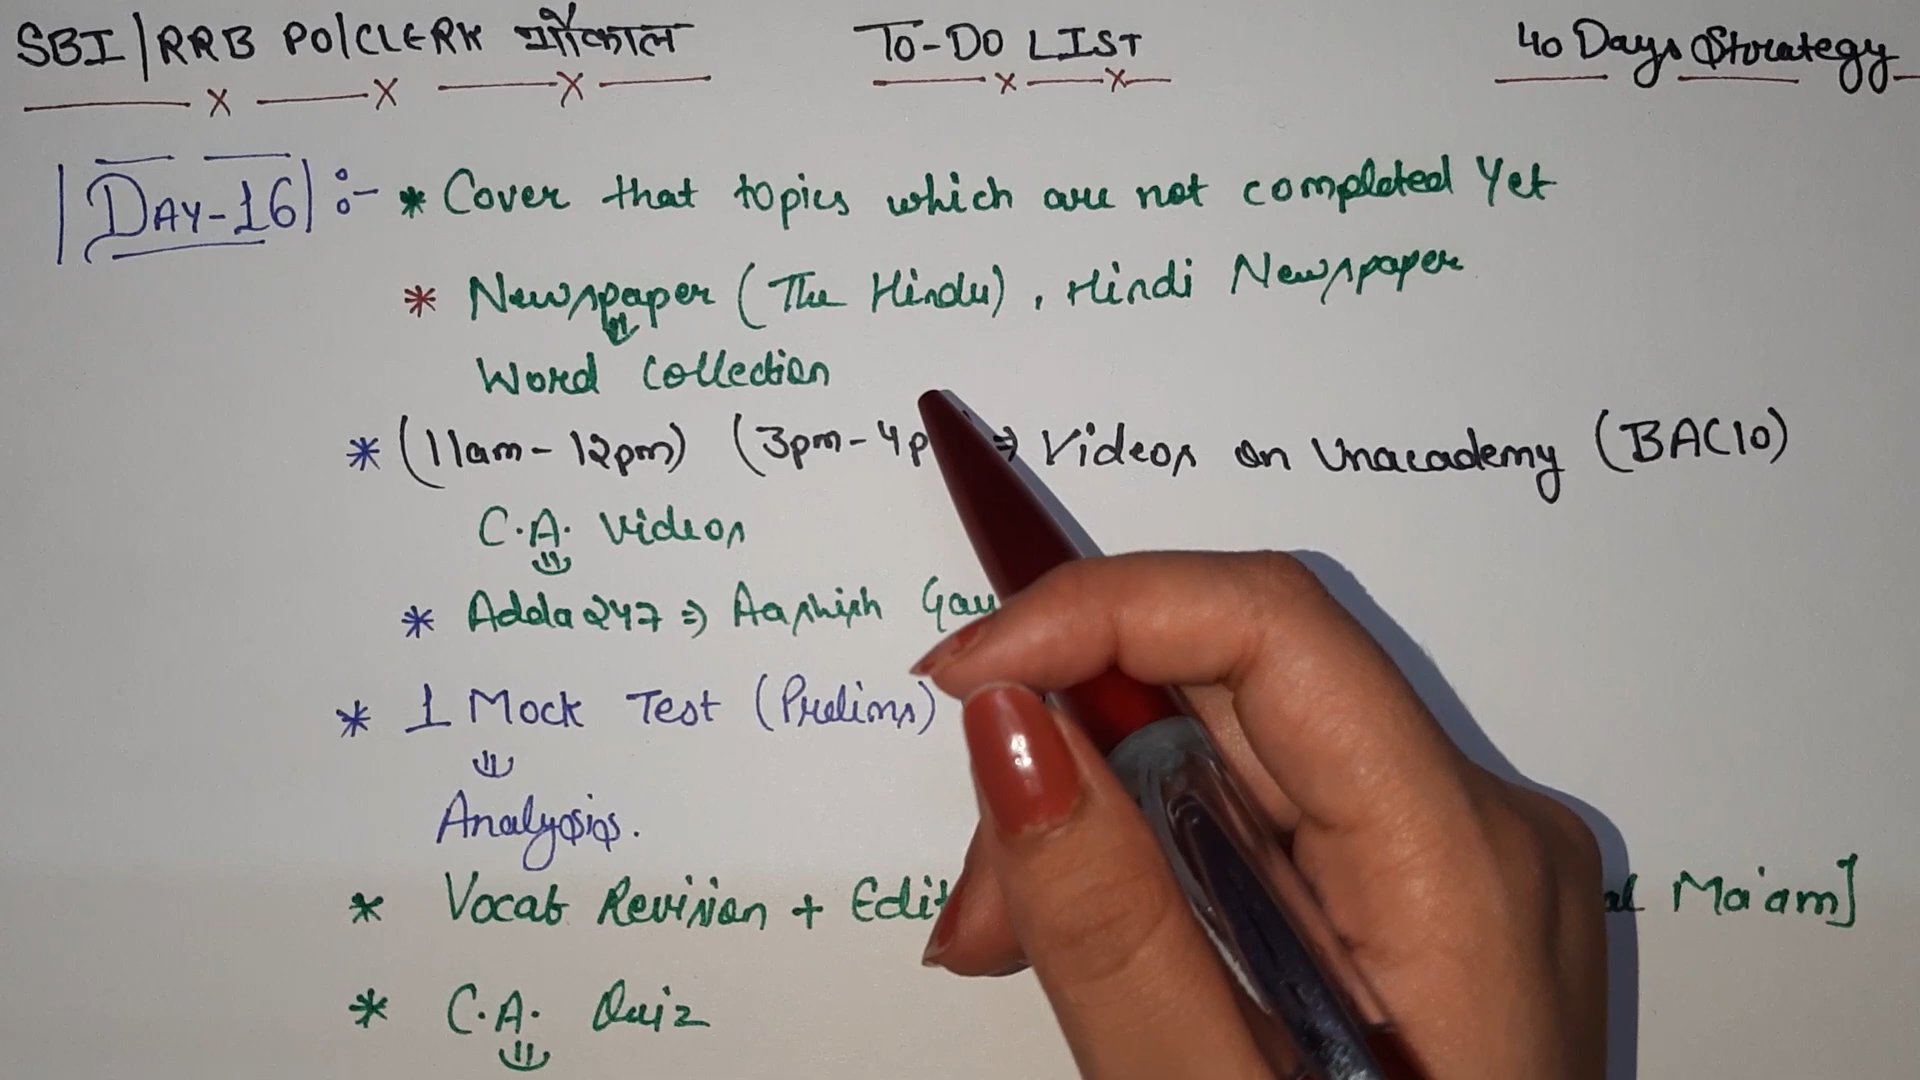 SBI/RRB PO/CLERK भौकाल
TO-DO LIST
40 Days Strategy
DAY-16 :- * Cover that topics which are not completed Yet
* Newspaper (The Hindu), Hindi Newspaper
Word Collection
* (11am-12pm) (3pm-4p ⇒ Videos on Unacademy (BAC10)
C.A. Videos
* Adda247 ⇒ Aashish Gau
* 1 Mock Test (Prelims)
Analysis.
* Vocab Revision + Edit al Ma'am]
* C.A. Quiz